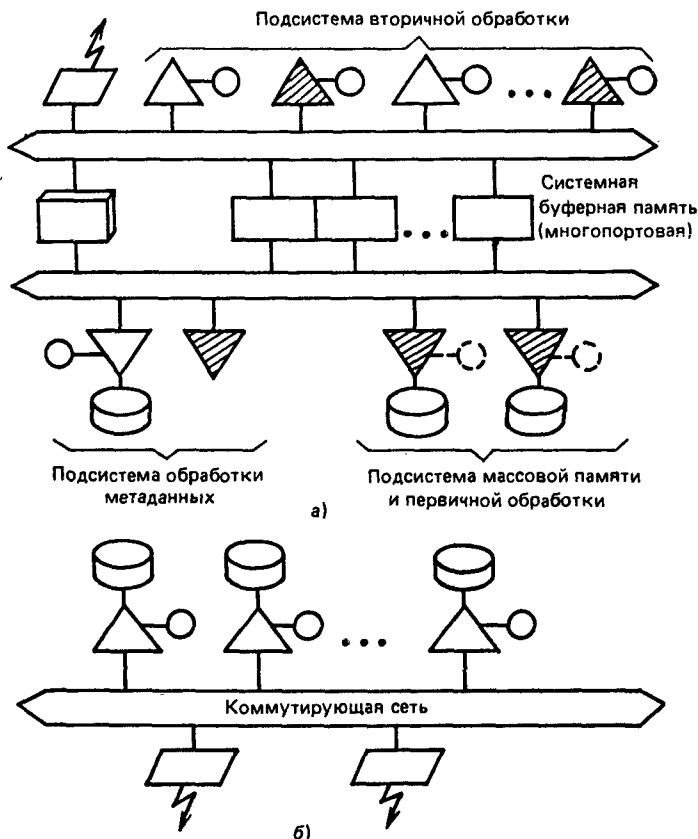 Подсистема вторичной обработки
Системная
буферная память
(многопортовая)
Подсистема обработки
метаданных
Подсистема массовой памяти
и первичной обработки
а)
Коммутирующая сеть
б)